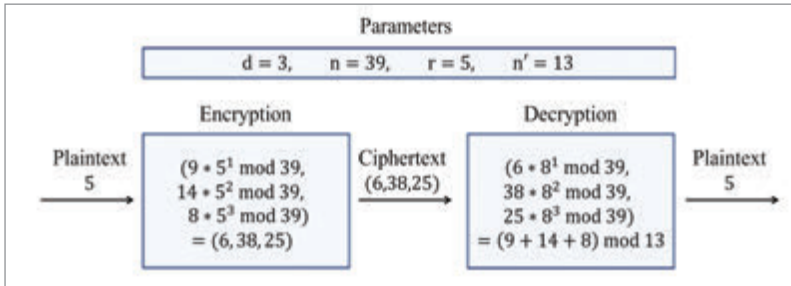 Parameters
d = 3, n = 39, r = 5, n′ = 13
Encryption
Decryption
Plaintext
5
(9 * 5¹ mod 39,
14 * 5² mod 39,
8 * 5³ mod 39)
= (6, 38, 25)
Ciphertext
(6,38,25)
(6 * 8¹ mod 39,
38 * 8² mod 39,
25 * 8³ mod 39)
= (9 + 14 + 8) mod 13
Plaintext
5